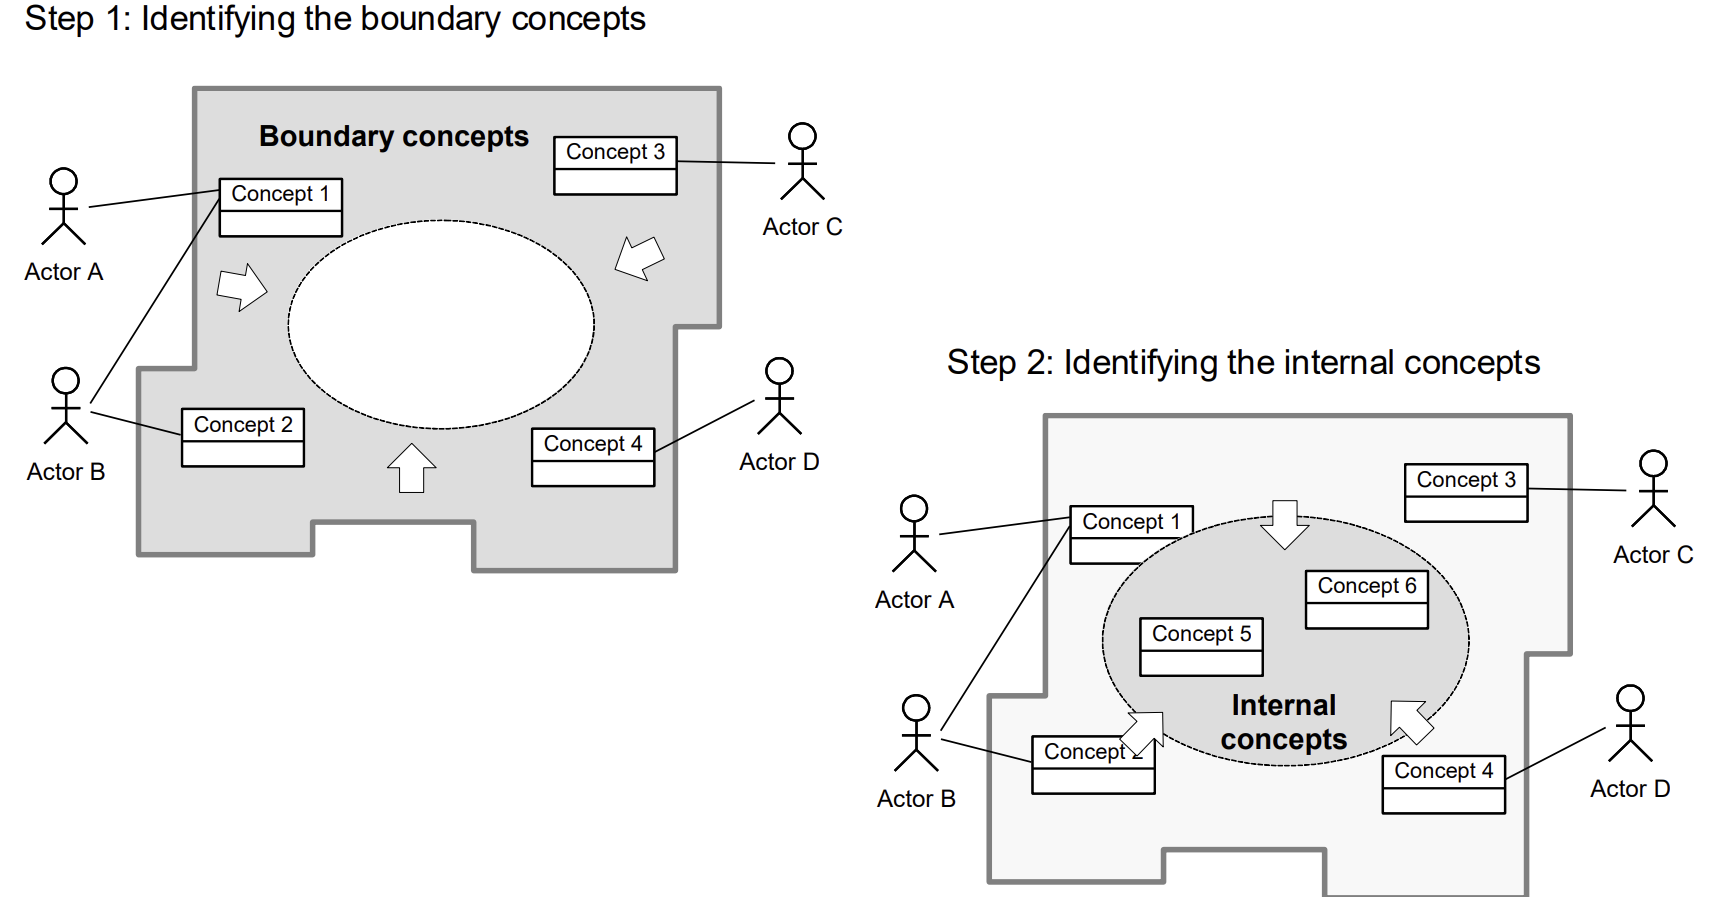 Step 1: Identifying the boundary concepts
Boundary concepts
Concept 3
Concept 1
Actor C
Actor A
Concept 2
Concept 4
Actor B
Actor D
Step 2: Identifying the internal concepts
Concept 3
Concept 1
Actor C
Concept 6
Actor A
Concept 5
Internal
concepts
Concept 2
Concept 4
Actor B
Actor D